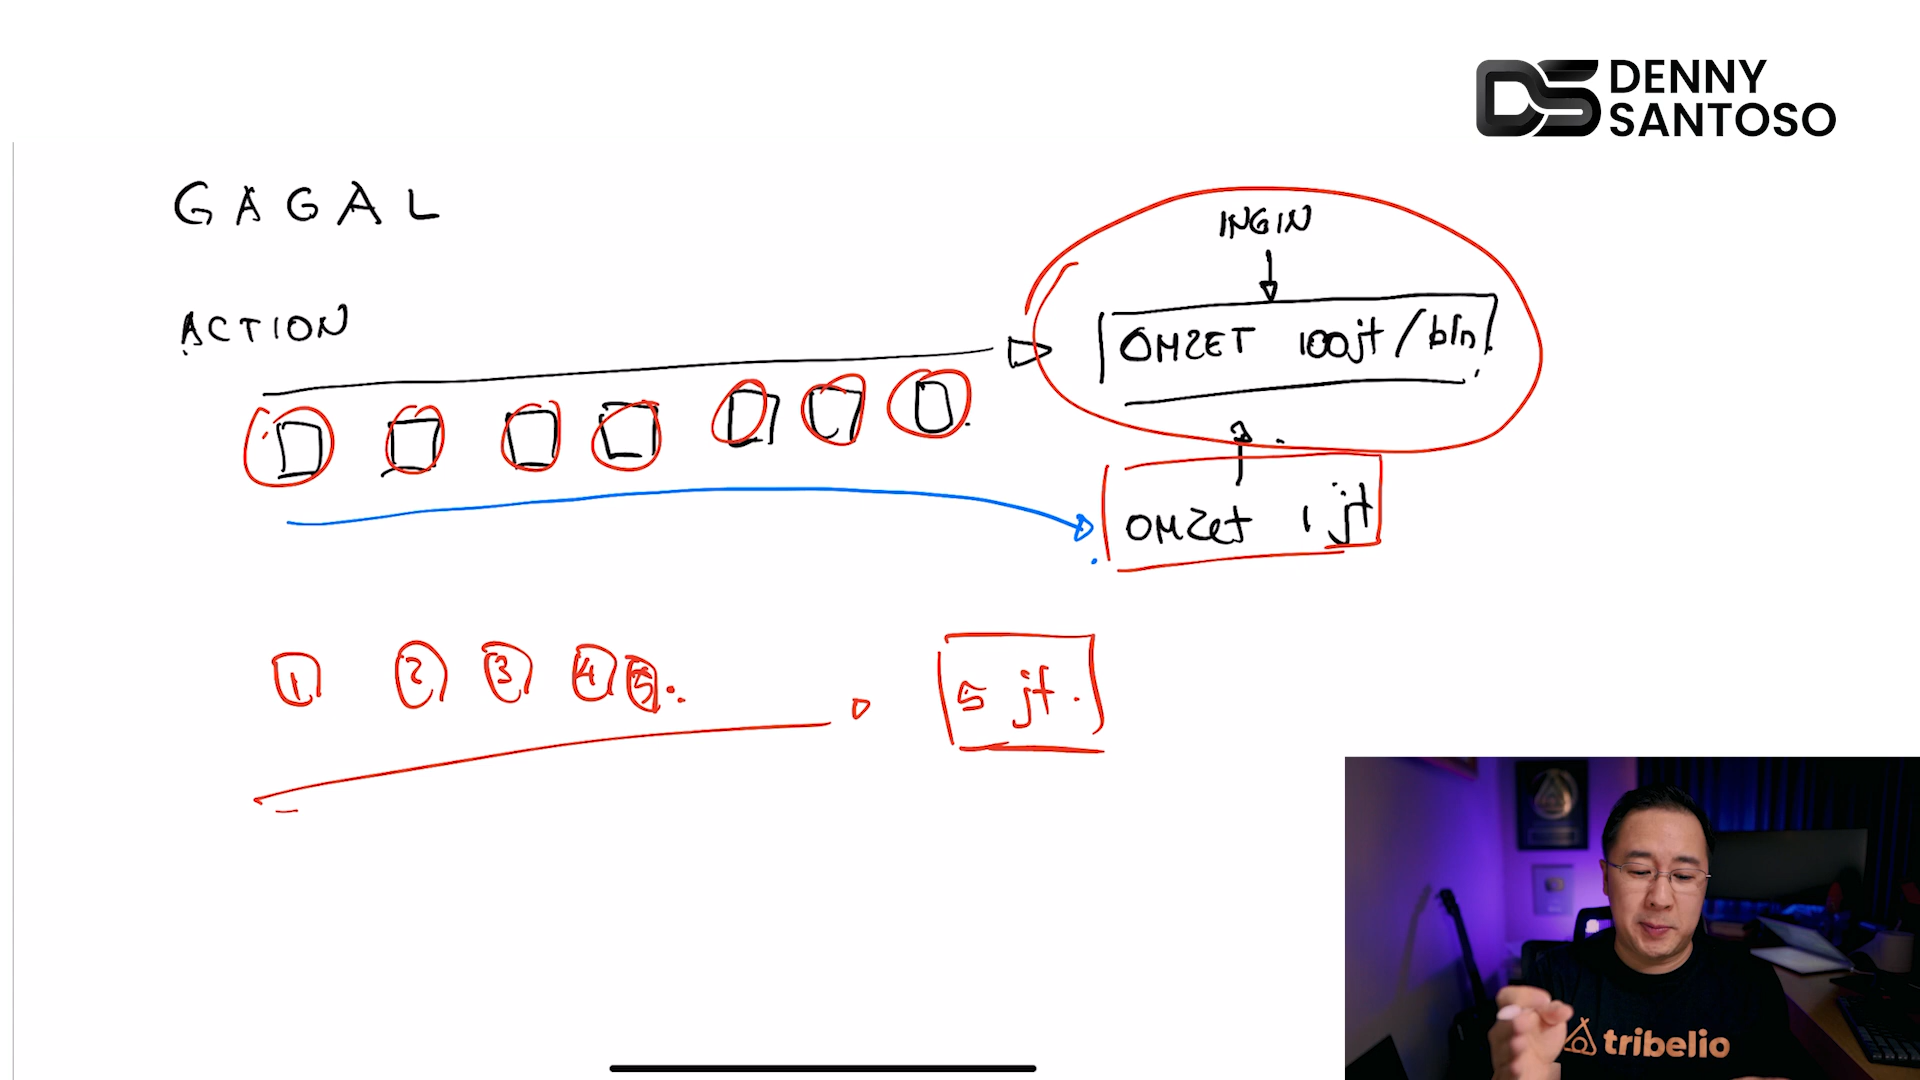 DENNY
SANTOSO
GAGAL
INGIN
ACTION
OMZET 100jt/bln
OMZet 1 jt
1 2 3 4 5
5 jt.
tribelio